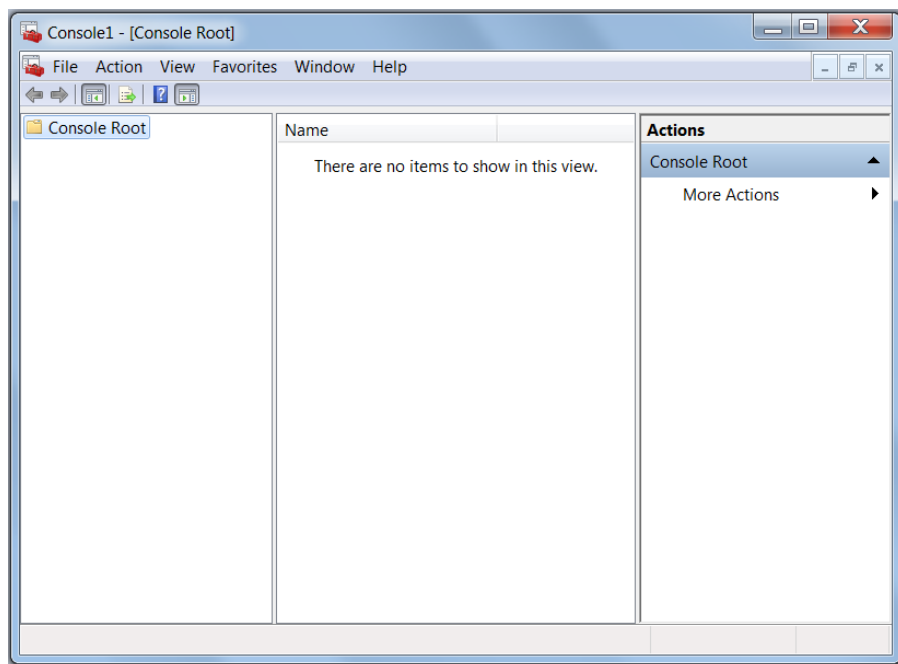 Console1 - [Console Root]
File Action View Favorites Window Help
Console Root
Name
There are no items to show in this view.
Actions
Console Root
More Actions